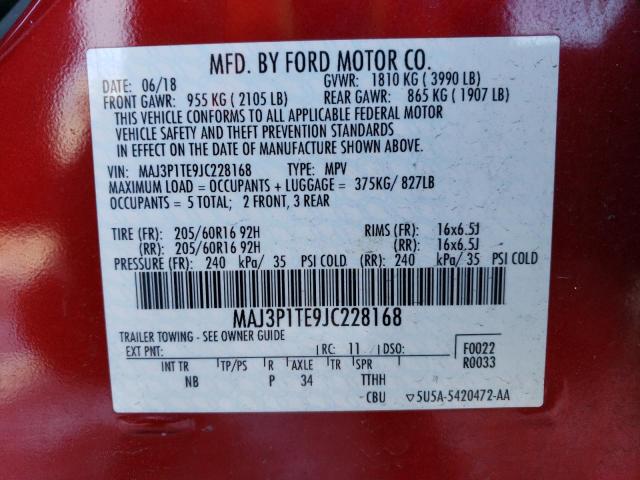 MFD. BY FORD MOTOR CO.
DATE: 06/18 GVWR: 1810 KG ( 3990 LB)
FRONT GAWR: 955 KG ( 2105 LB) REAR GAWR: 865 KG ( 1907 LB)
THIS VEHICLE CONFORMS TO ALL APPLICABLE FEDERAL MOTOR
VEHICLE SAFETY AND THEFT PREVENTION STANDARDS
IN EFFECT ON THE DATE OF MANUFACTURE SHOWN ABOVE.
VIN: MAJ3P1TE9JC228168 TYPE: MPV
MAXIMUM LOAD = OCCUPANTS + LUGGAGE = 375KG/ 827LB
OCCUPANTS = 5 TOTAL; 2 FRONT, 3 REAR
TIRE (FR): 205/60R16 92H RIMS (FR): 16x6.5J
(RR): 205/60R16 92H (RR): 16x6.5J
PRESSURE (FR): 240 kPa/ 35 PSI COLD (RR): 240 kPa/ 35 PSI COLD
MAJ3P1TE9JC228168
TRAILER TOWING - SEE OWNER GUIDE
EXT PNT: RC: 11 DSO: F0022
R0033
INT TR TP/PS R AXLE TR SPR
NB P 34 TTHH
CBU ▽5U5A-5420472-AA